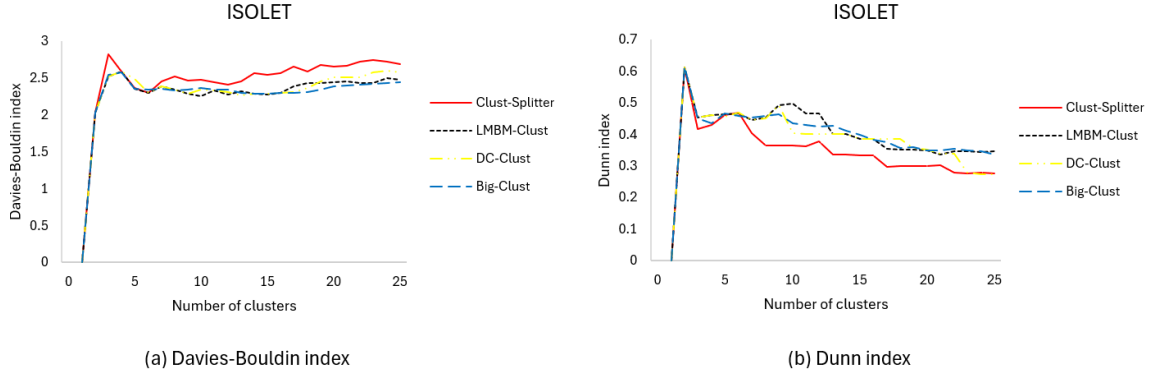 ISOLET
Davies-Bouldin index
3
2.5
2
1.5
1
0.5
0
0 5 10 15 20 25
Number of clusters
Clust-Splitter
LMBM-Clust
DC-Clust
Big-Clust
(a) Davies-Bouldin index
ISOLET
Dunn index
0.7
0.6
0.5
0.4
0.3
0.2
0.1
0
0 5 10 15 20 25
Number of clusters
Clust-Splitter
LMBM-Clust
DC-Clust
Big-Clust
(b) Dunn index